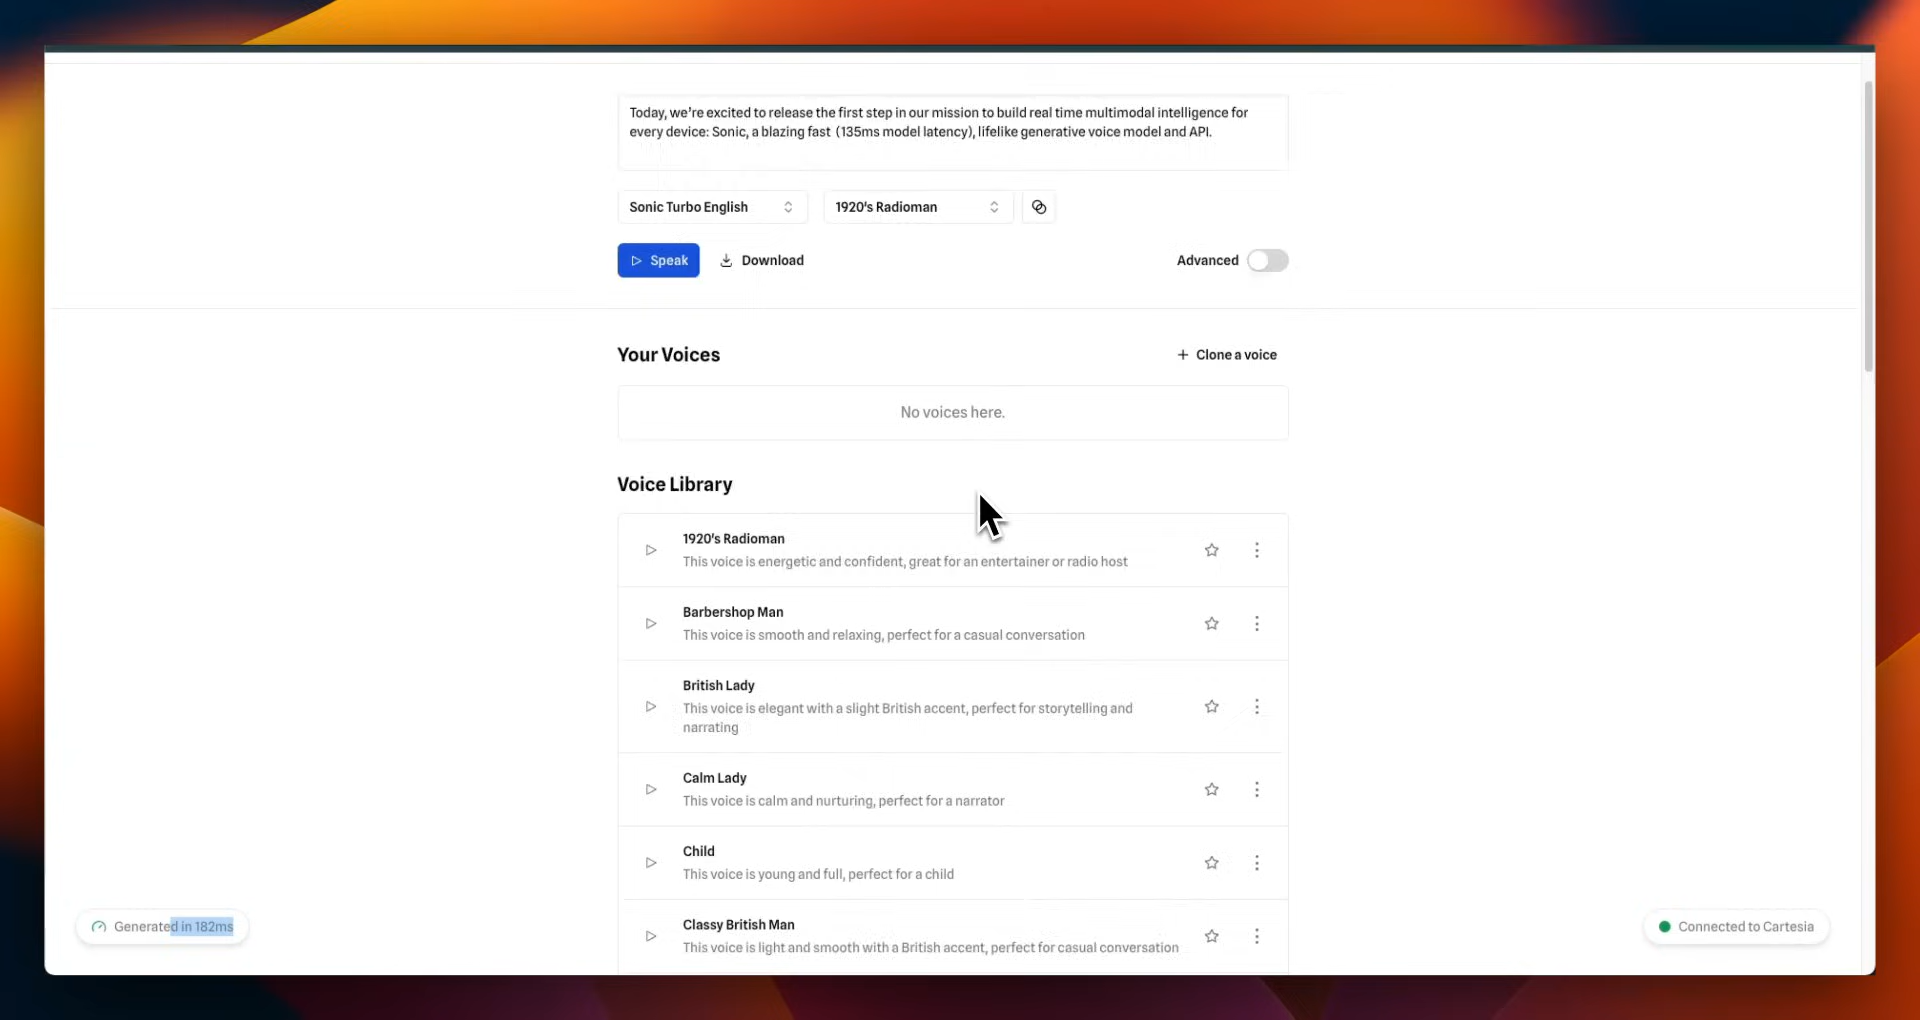 Today, we're excited to release the first step in our mission to build real time multimodal intelligence for
every device: Sonic, a blazing fast (135ms model latency), lifelike generative voice model and API.
Sonic Turbo English
1920's Radioman
Speak
Download
Advanced
Your Voices
+ Clone a voice
No voices here.
Voice Library
1920's Radioman
This voice is energetic and confident, great for an entertainer or radio host
Barbershop Man
This voice is smooth and relaxing, perfect for a casual conversation
British Lady
This voice is elegant with a slight British accent, perfect for storytelling and
narrating
Calm Lady
This voice is calm and nurturing, perfect for a narrator
Child
This voice is young and full, perfect for a child
Classy British Man
This voice is light and smooth with a British accent, perfect for casual conversation
Generated in 182ms
Connected to Cartesia